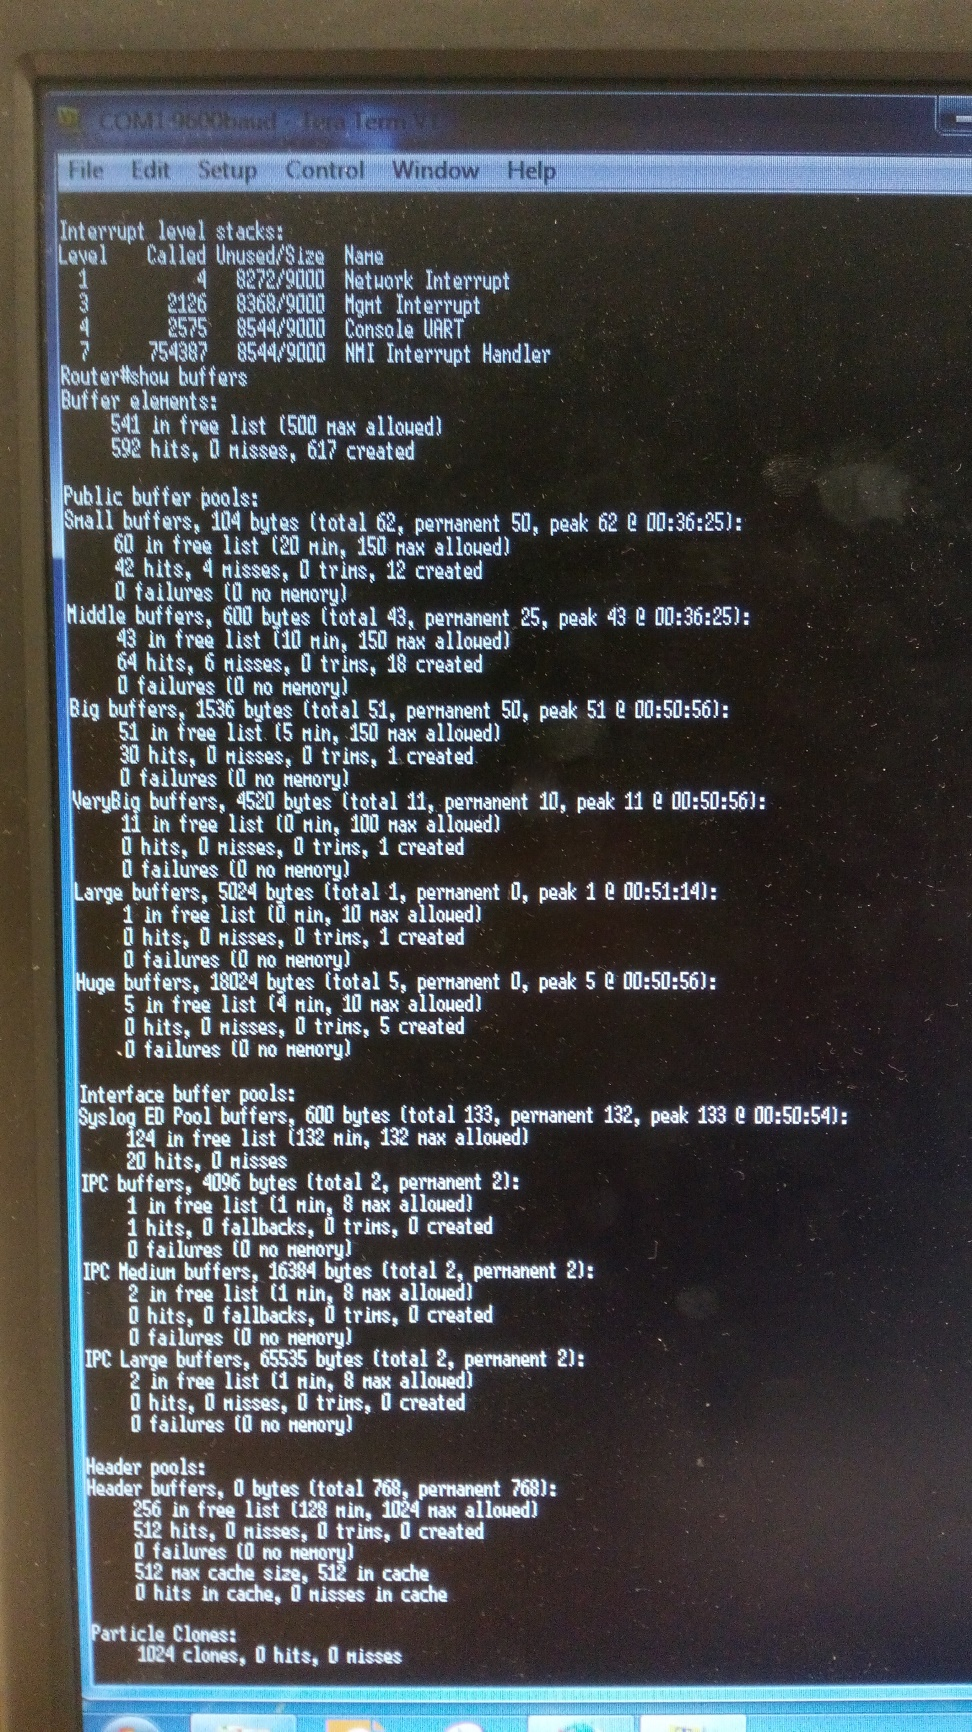 COM1-9600baud - Tera Term V
File Edit Setup Control Window Help
Interrupt level stacks:
Level Called Unused/Size Name
1 4 8272/9000 Network Interrupt
3 2126 8368/9000 Mgmt Interrupt
4 2575 8544/9000 Console UART
7 754387 8544/9000 NMI Interrupt Handler
Router#show buffers
Buffer elements:
541 in free list (500 max allowed)
592 hits, 0 misses, 617 created
Public buffer pools:
Small buffers, 104 bytes (total 62, permanent 50, peak 62 @ 00:36:25):
60 in free list (20 min, 150 max allowed)
42 hits, 4 misses, 0 trims, 12 created
0 failures (0 no memory)
Middle buffers, 600 bytes (total 43, permanent 25, peak 43 @ 00:36:25):
43 in free list (10 min, 150 max allowed)
64 hits, 6 misses, 0 trims, 18 created
0 failures (0 no memory)
Big buffers, 1536 bytes (total 51, permanent 50, peak 51 @ 00:50:56):
51 in free list (5 min, 150 max allowed)
30 hits, 0 misses, 0 trims, 1 created
0 failures (0 no memory)
VeryBig buffers, 4520 bytes (total 11, permanent 10, peak 11 @ 00:50:56):
11 in free list (0 min, 100 max allowed)
0 hits, 0 misses, 0 trims, 1 created
0 failures (0 no memory)
Large buffers, 5024 bytes (total 1, permanent 0, peak 1 @ 00:51:14):
1 in free list (0 min, 10 max allowed)
0 hits, 0 misses, 0 trims, 1 created
0 failures (0 no memory)
Huge buffers, 18024 bytes (total 5, permanent 0, peak 5 @ 00:50:56):
5 in free list (4 min, 10 max allowed)
0 hits, 0 misses, 0 trims, 5 created
0 failures (0 no memory)
Interface buffer pools:
Syslog ED Pool buffers, 600 bytes (total 133, permanent 132, peak 133 @ 00:50:54):
124 in free list (132 min, 132 max allowed)
20 hits, 0 misses
IPC buffers, 4096 bytes (total 2, permanent 2):
1 in free list (1 min, 8 max allowed)
1 hits, 0 fallbacks, 0 trims, 0 created
0 failures (0 no memory)
IPC Medium buffers, 16384 bytes (total 2, permanent 2):
2 in free list (1 min, 8 max allowed)
0 hits, 0 fallbacks, 0 trims, 0 created
0 failures (0 no memory)
IPC Large buffers, 65535 bytes (total 2, permanent 2):
2 in free list (1 min, 8 max allowed)
0 hits, 0 misses, 0 trims, 0 created
0 failures (0 no memory)
Header pools:
Header buffers, 0 bytes (total 768, permanent 768):
256 in free list (128 min, 1024 max allowed)
512 hits, 0 misses, 0 trims, 0 created
0 failures (0 no memory)
512 max cache size, 512 in cache
0 hits in cache, 0 misses in cache
Particle Clones:
1024 clones, 0 hits, 0 misses